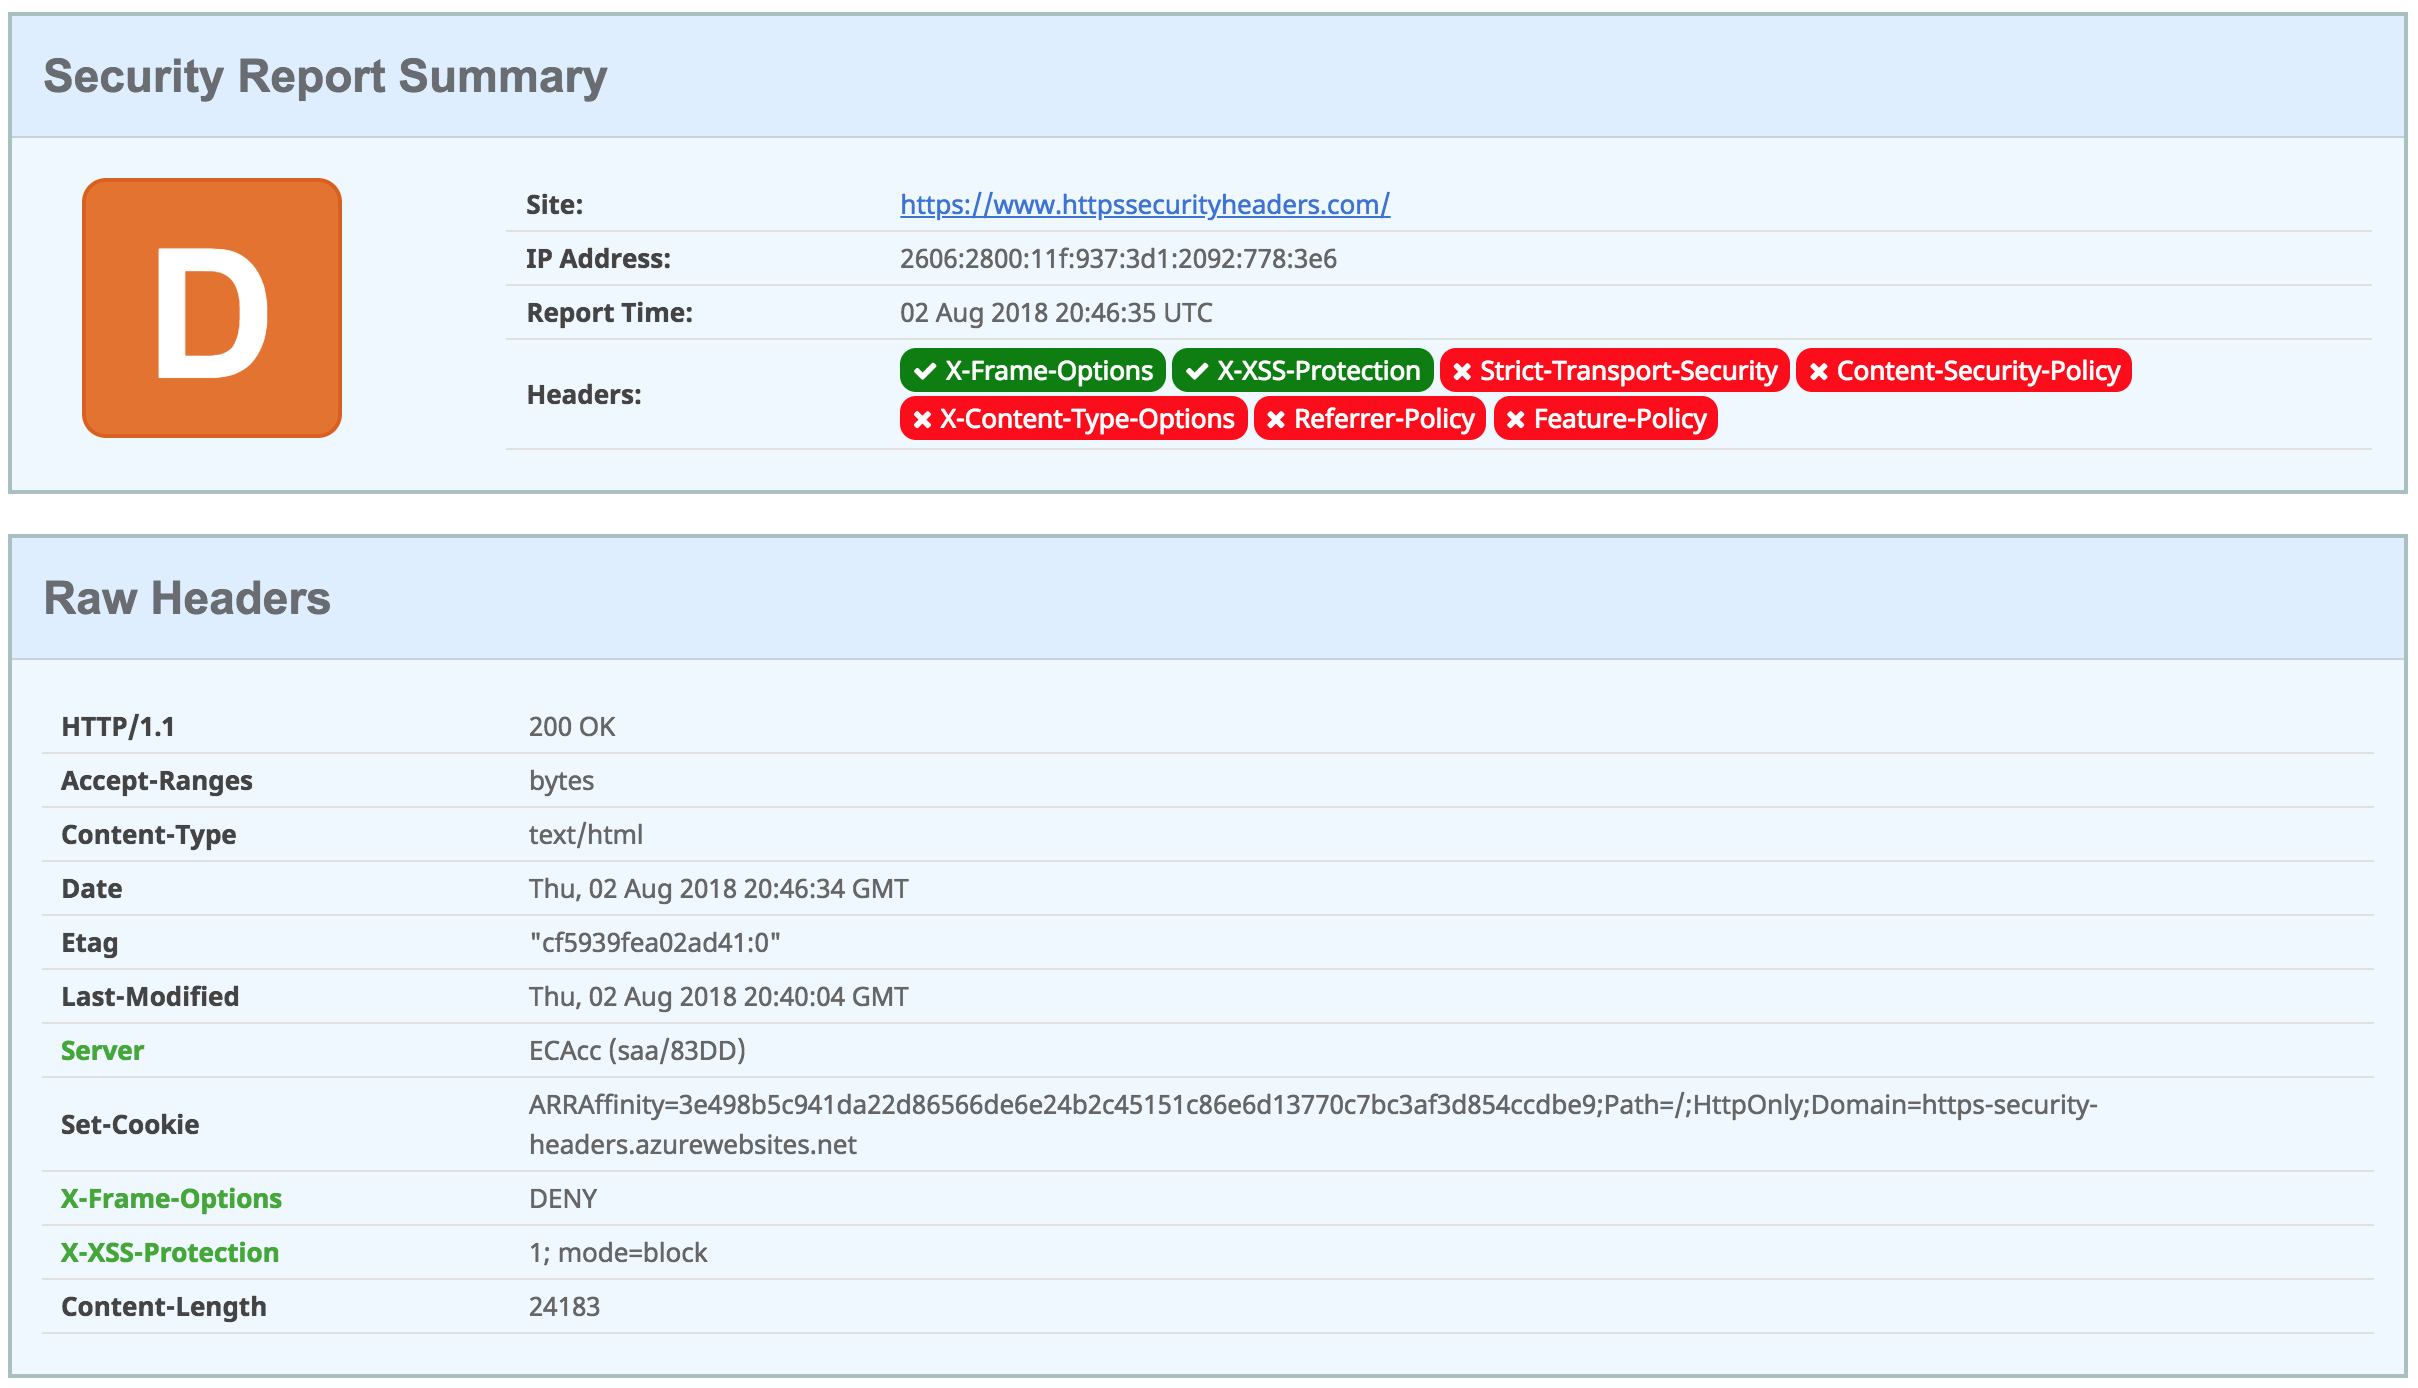 Security Report Summary
D
Site: https://www.httpssecurityheaders.com/
IP Address: 2606:2800:11f:937:3d1:2092:778:3e6
Report Time: 02 Aug 2018 20:46:35 UTC
Headers: X-Frame-Options X-XSS-Protection Strict-Transport-Security Content-Security-Policy
X-Content-Type-Options Referrer-Policy Feature-Policy
Raw Headers
HTTP/1.1 200 OK
Accept-Ranges bytes
Content-Type text/html
Date Thu, 02 Aug 2018 20:46:34 GMT
Etag "cf5939fea02ad41:0"
Last-Modified Thu, 02 Aug 2018 20:40:04 GMT
Server ECAcc (saa/83DD)
Set-Cookie ARRAffinity=3e498b5c941da22d86566de6e24b2c45151c86e6d13770c7bc3af3d854ccdbe9;Path=/;HttpOnly;Domain=https-security-
headers.azurewebsites.net
X-Frame-Options DENY
X-XSS-Protection 1; mode=block
Content-Length 24183